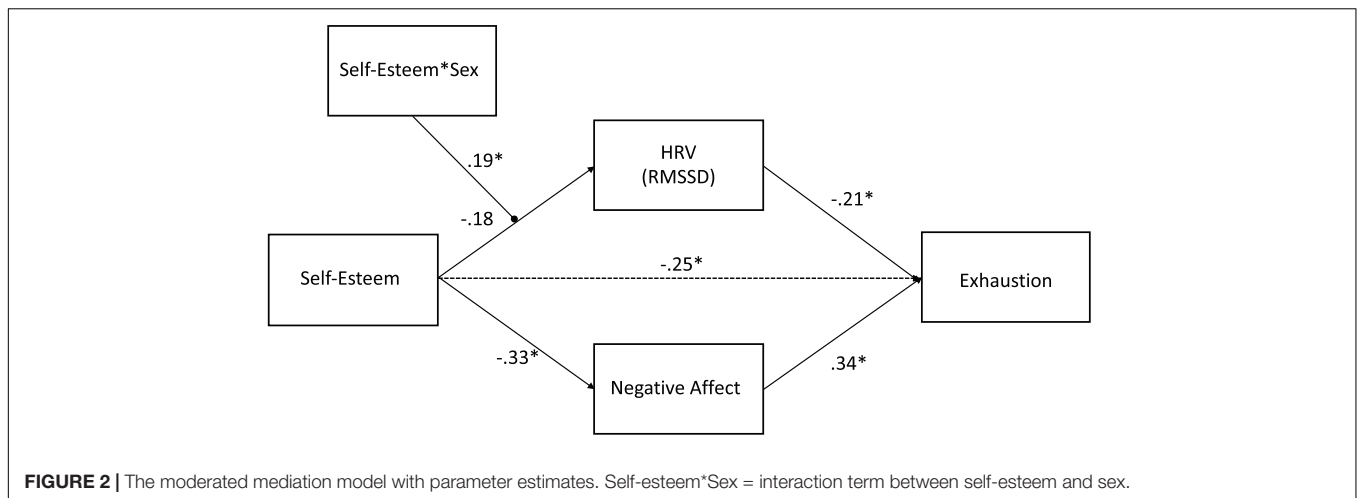 Self-Esteem*Sex
.19*
HRV
(RMSSD)
-.18
-.21*
Self-Esteem
-.25*
Exhaustion
-.33*
Negative Affect
.34*
FIGURE 2 | The moderated mediation model with parameter estimates. Self-esteem*Sex = interaction term between self-esteem and sex.